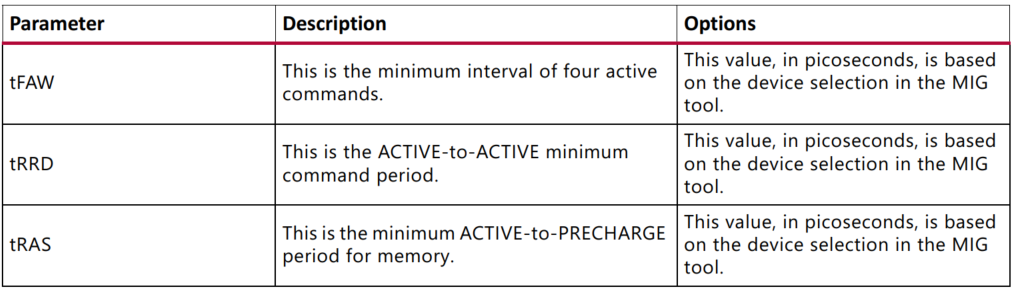 Parameter Description Options
tFAW
This is the minimum interval of four active
commands.
This value, in picoseconds, is based
on the device selection in the MIG
tool.
tRRD
This is the ACTIVE-to-ACTIVE minimum
command period.
This value, in picoseconds, is based
on the device selection in the MIG
tool.
tRAS
This is the minimum ACTIVE-to-PRECHARGE
period for memory.
This value, in picoseconds, is based
on the device selection in the MIG
tool.